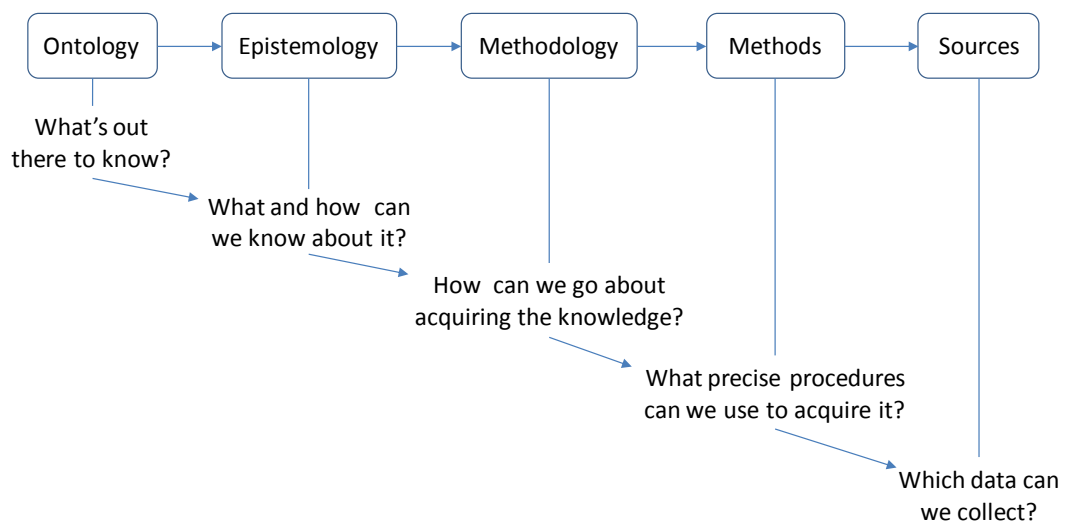 Ontology
Epistemology
Methodology
Methods
Sources
What’s out
there to know?
What and how can
we know about it?
How can we go about
acquiring the knowledge?
What precise procedures
can we use to acquire it?
Which data can
we collect?